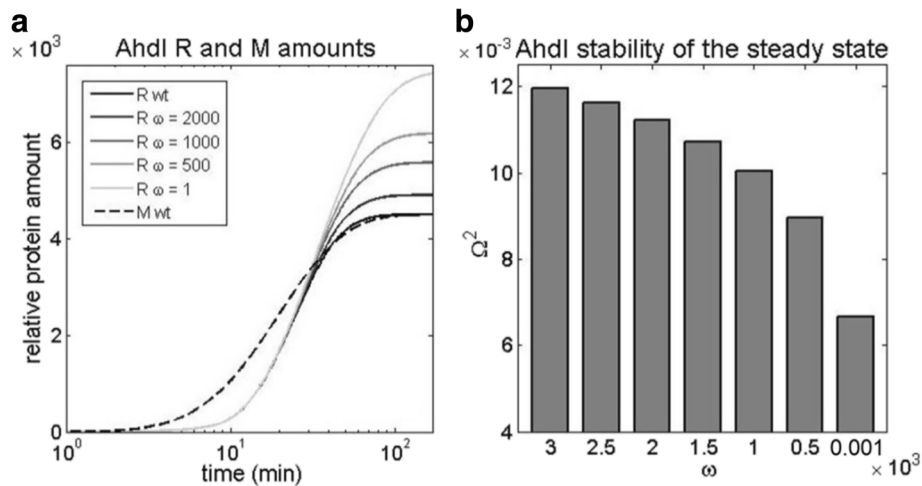 a
× 10³
AhdI R and M amounts
R wt
R ω = 2000
R ω = 1000
R ω = 500
R ω = 1
M wt
6
4
2
0
relative protein amount
10⁰
10¹
10²
time (min)
b
× 10⁻³
AhdI stability of the steady state
12
10
8
6
4
Ω²
3
2.5
2
1.5
1
0.5
0.001
× 10³
ω